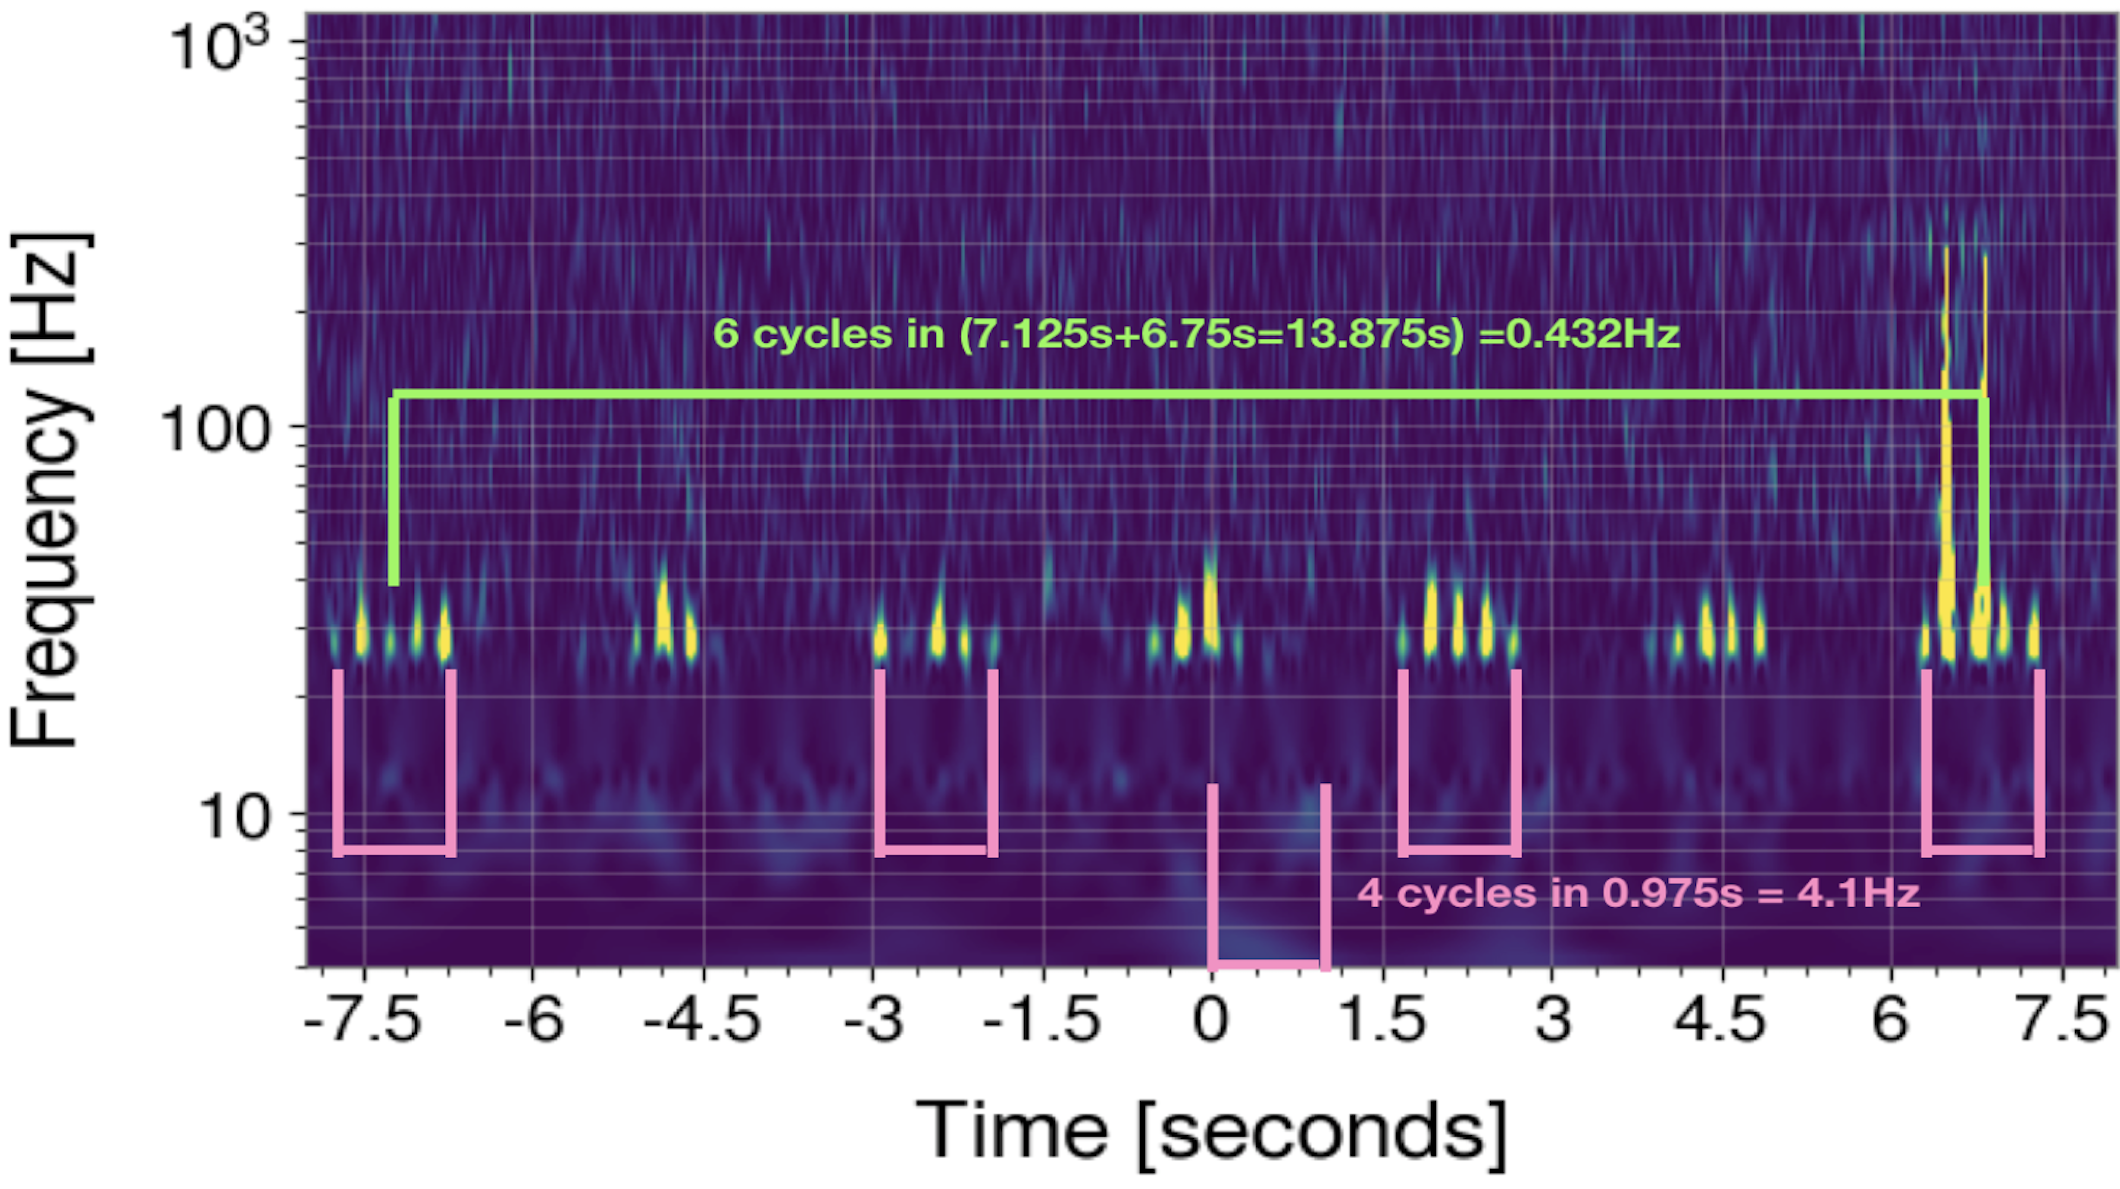 10³
100
10
Frequency [Hz]
6 cycles in (7.125s+6.75s=13.875s) =0.432Hz
4 cycles in 0.975s = 4.1Hz
-7.5 -6 -4.5 -3 -1.5 0 1.5 3 4.5 6 7.5
Time [seconds]